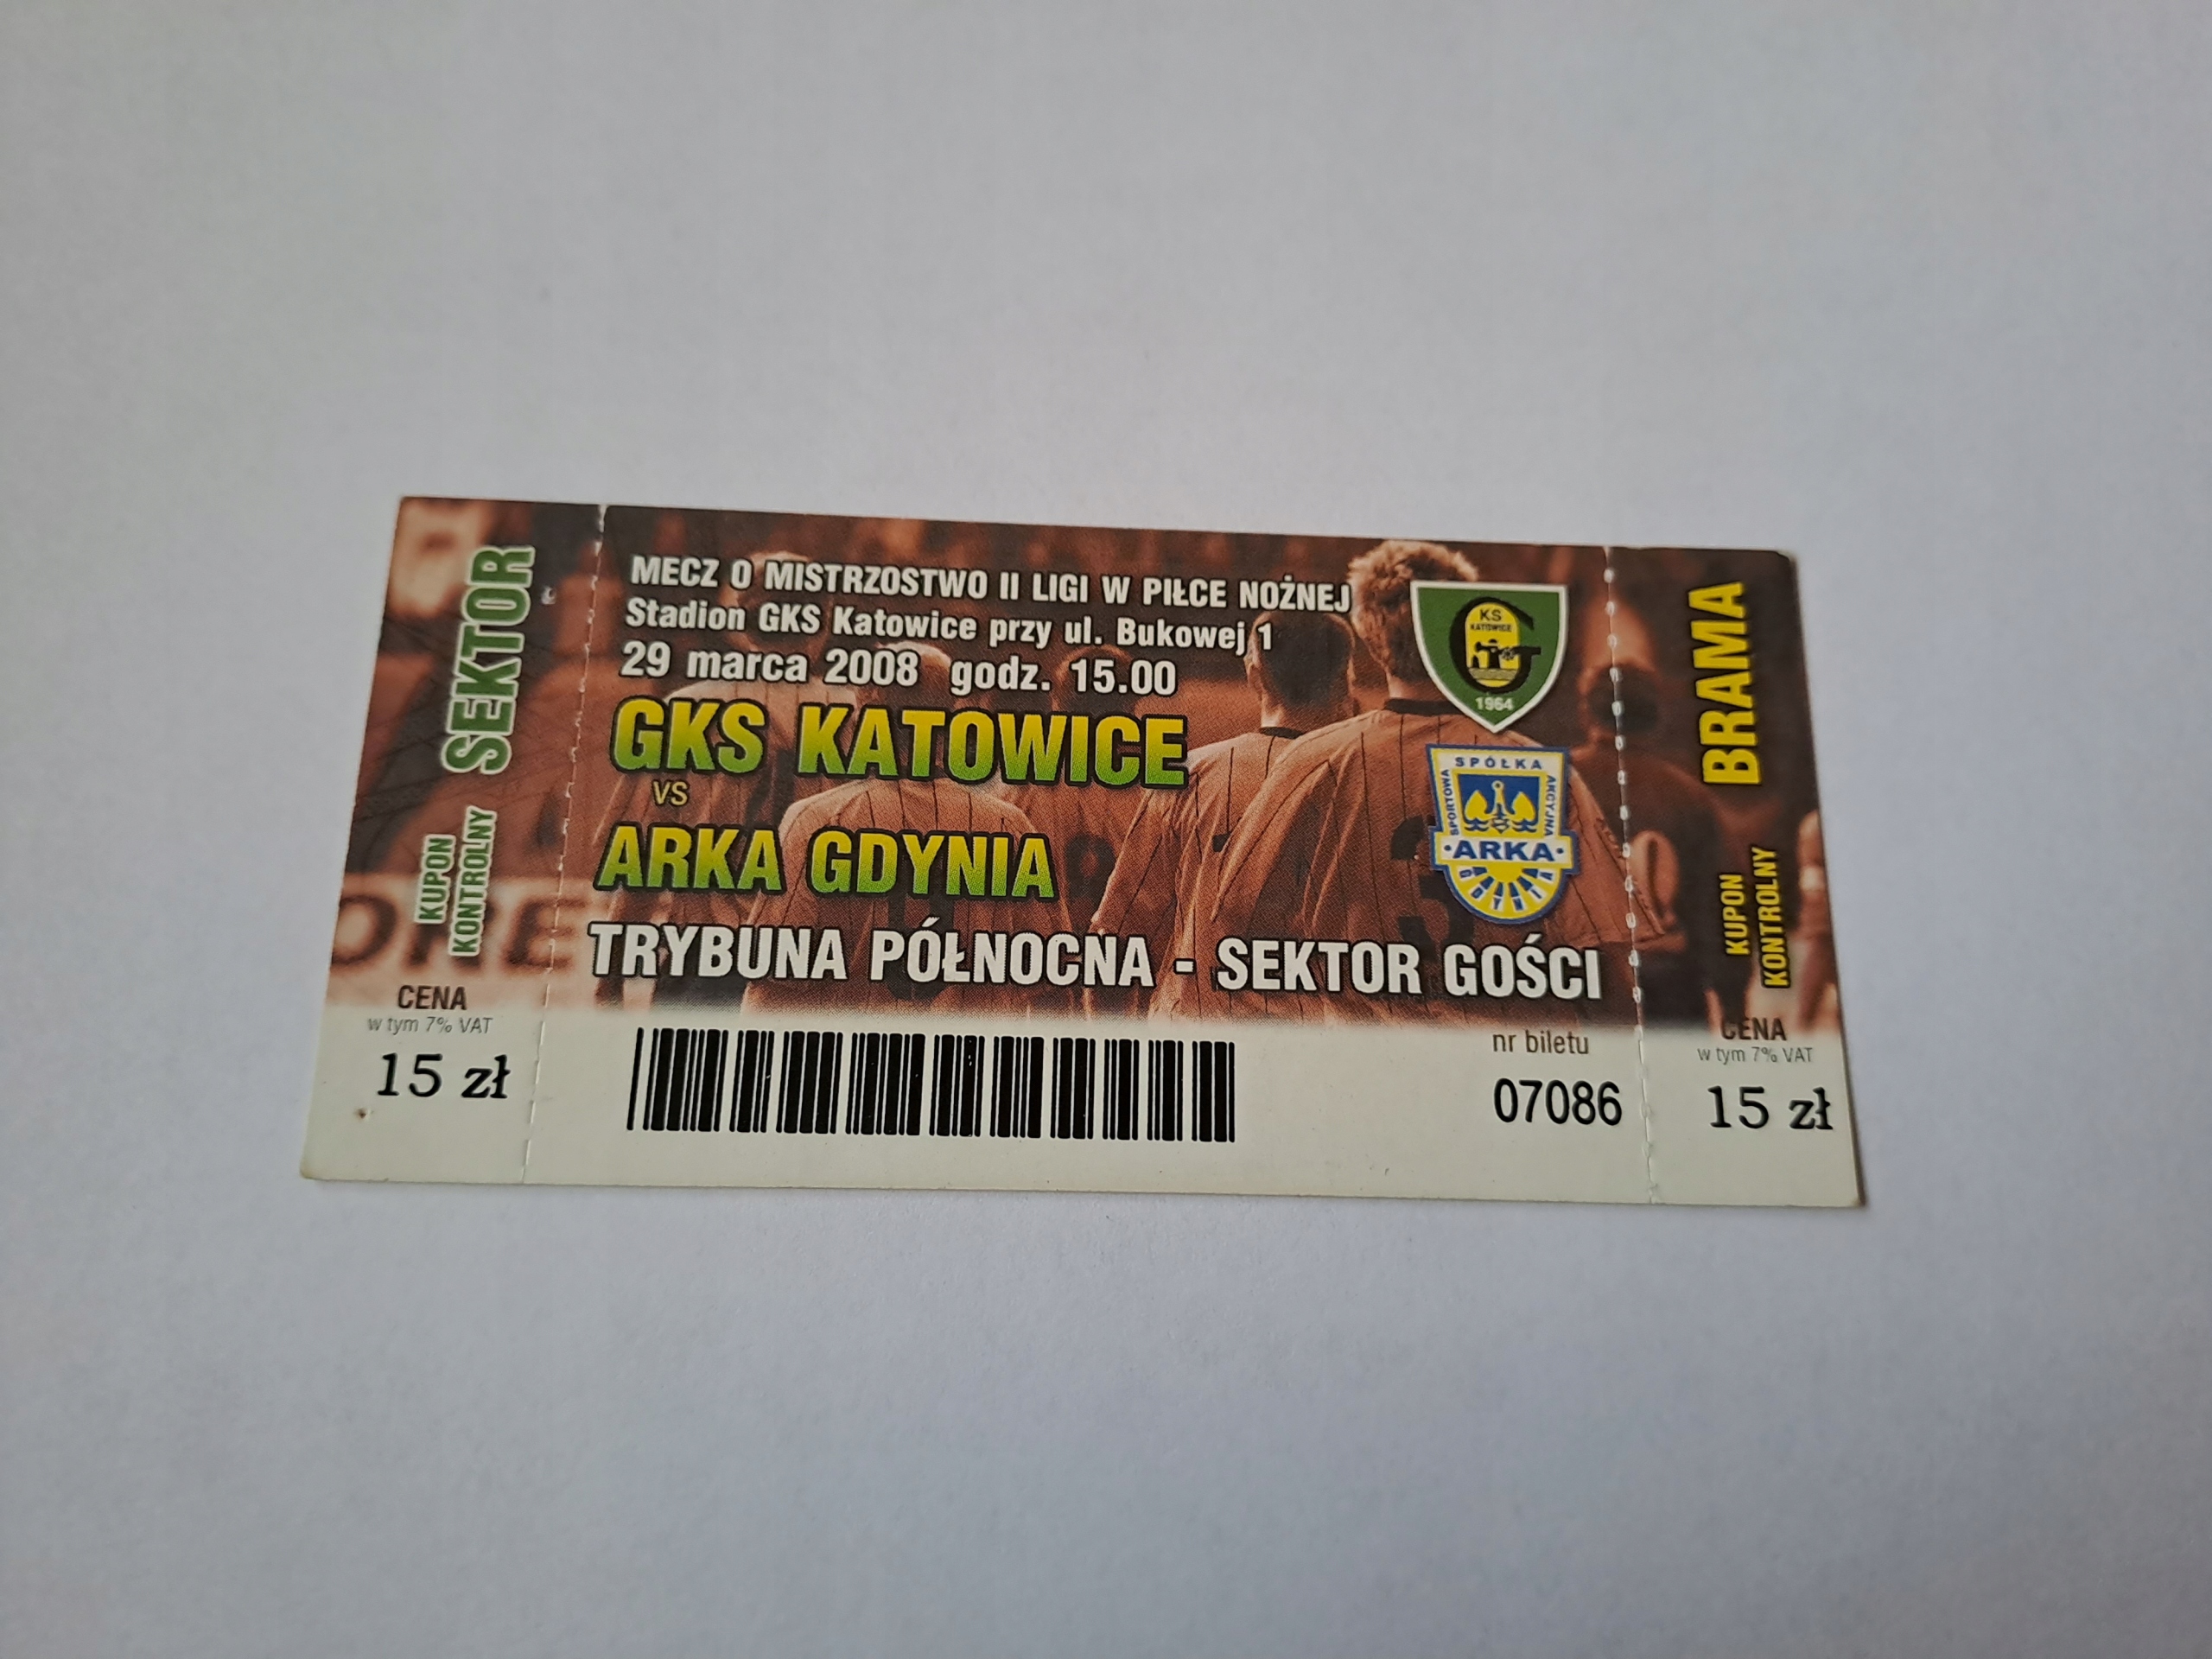 SEKTOR
KUPON
KONTROLNY
CENA
w tym 7% VAT
15 zł
MECZ O MISTRZOSTWO II LIGI W PIŁCE NOŻNEJ
Stadion GKS Katowice przy ul. Bukowej 1
29 marca 2008 godz. 15.00
GKS KATOWICE
VS
ARKA GDYNIA
TRYBUNA PÓŁNOCNA - SEKTOR GOŚCI
KS
KATOWICE
G
1964
SPORTOWA
SPÓŁKA
AKCYJNA
·ARKA·
GDYNIA
nr biletu
07086
BRAMA
KUPON
KONTROLNY
CENA
w tym 7% VAT
15 zł